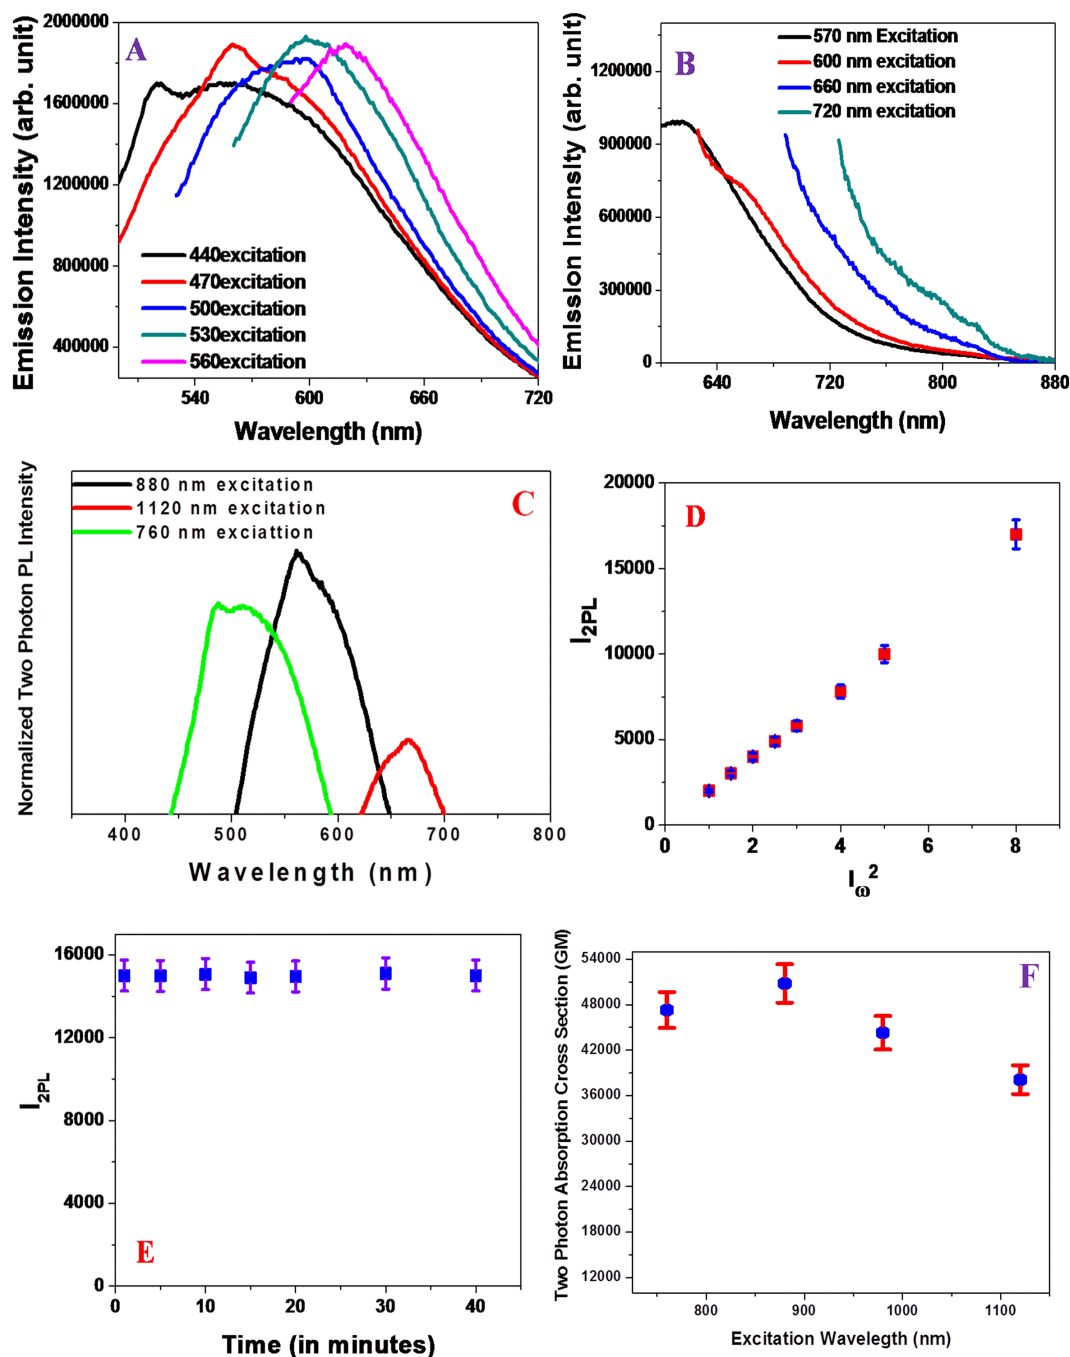 A
Emission Intensity (arb. unit)
2000000
1600000
1200000
800000
400000
440excitation
470excitation
500excitation
530excitation
560excitation
540 600 660 720
Wavelength (nm)
B
Emission Intensity (arb. unit)
1200000
900000
600000
300000
0
570 nm Excitation
600 nm excitation
660 nm excitation
720 nm excitation
640 720 800 880
Wavelength (nm)
C
Normalized Two Photon PL Intensity
880 nm excitation
1120 nm excitation
760 nm exciattion
400 500 600 700 800
Wavelength (nm)
D
I2PL
20000
15000
10000
5000
0
0 2 4 6 8
Iω²
E
I2PL
16000
12000
8000
4000
0
0 10 20 30 40
Time (in minutes)
F
Two Photon Absorption Cross Section (GM)
54000
48000
42000
36000
30000
24000
18000
12000
800 900 1000 1100
Excitation Wavelegth (nm)